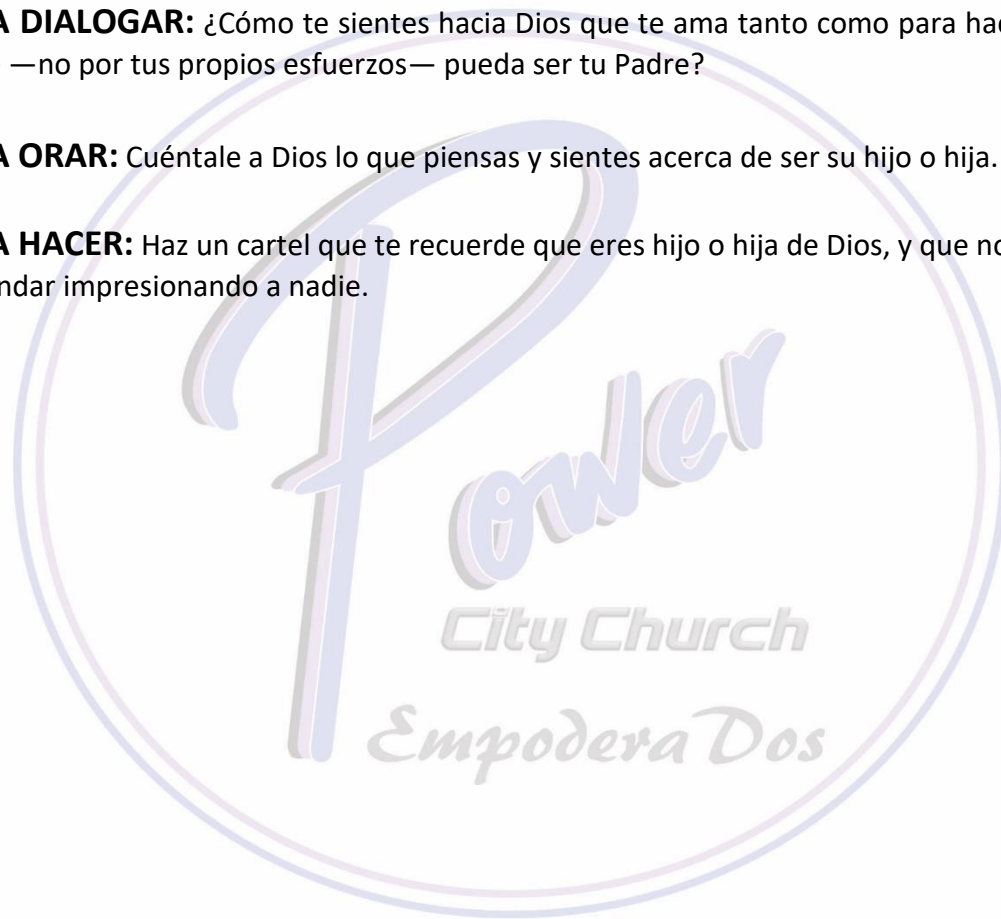 A DIALOGAR: ¿Cómo te sientes hacia Dios que te ama tanto como para hac
—no por tus propios esfuerzos— pueda ser tu Padre?
A ORAR: Cuéntale a Dios lo que piensas y sientes acerca de ser su hijo o hija.
A HACER: Haz un cartel que te recuerde que eres hijo o hija de Dios, y que no
ndar impresionando a nadie.
Power
City Church
EmpoderaDos